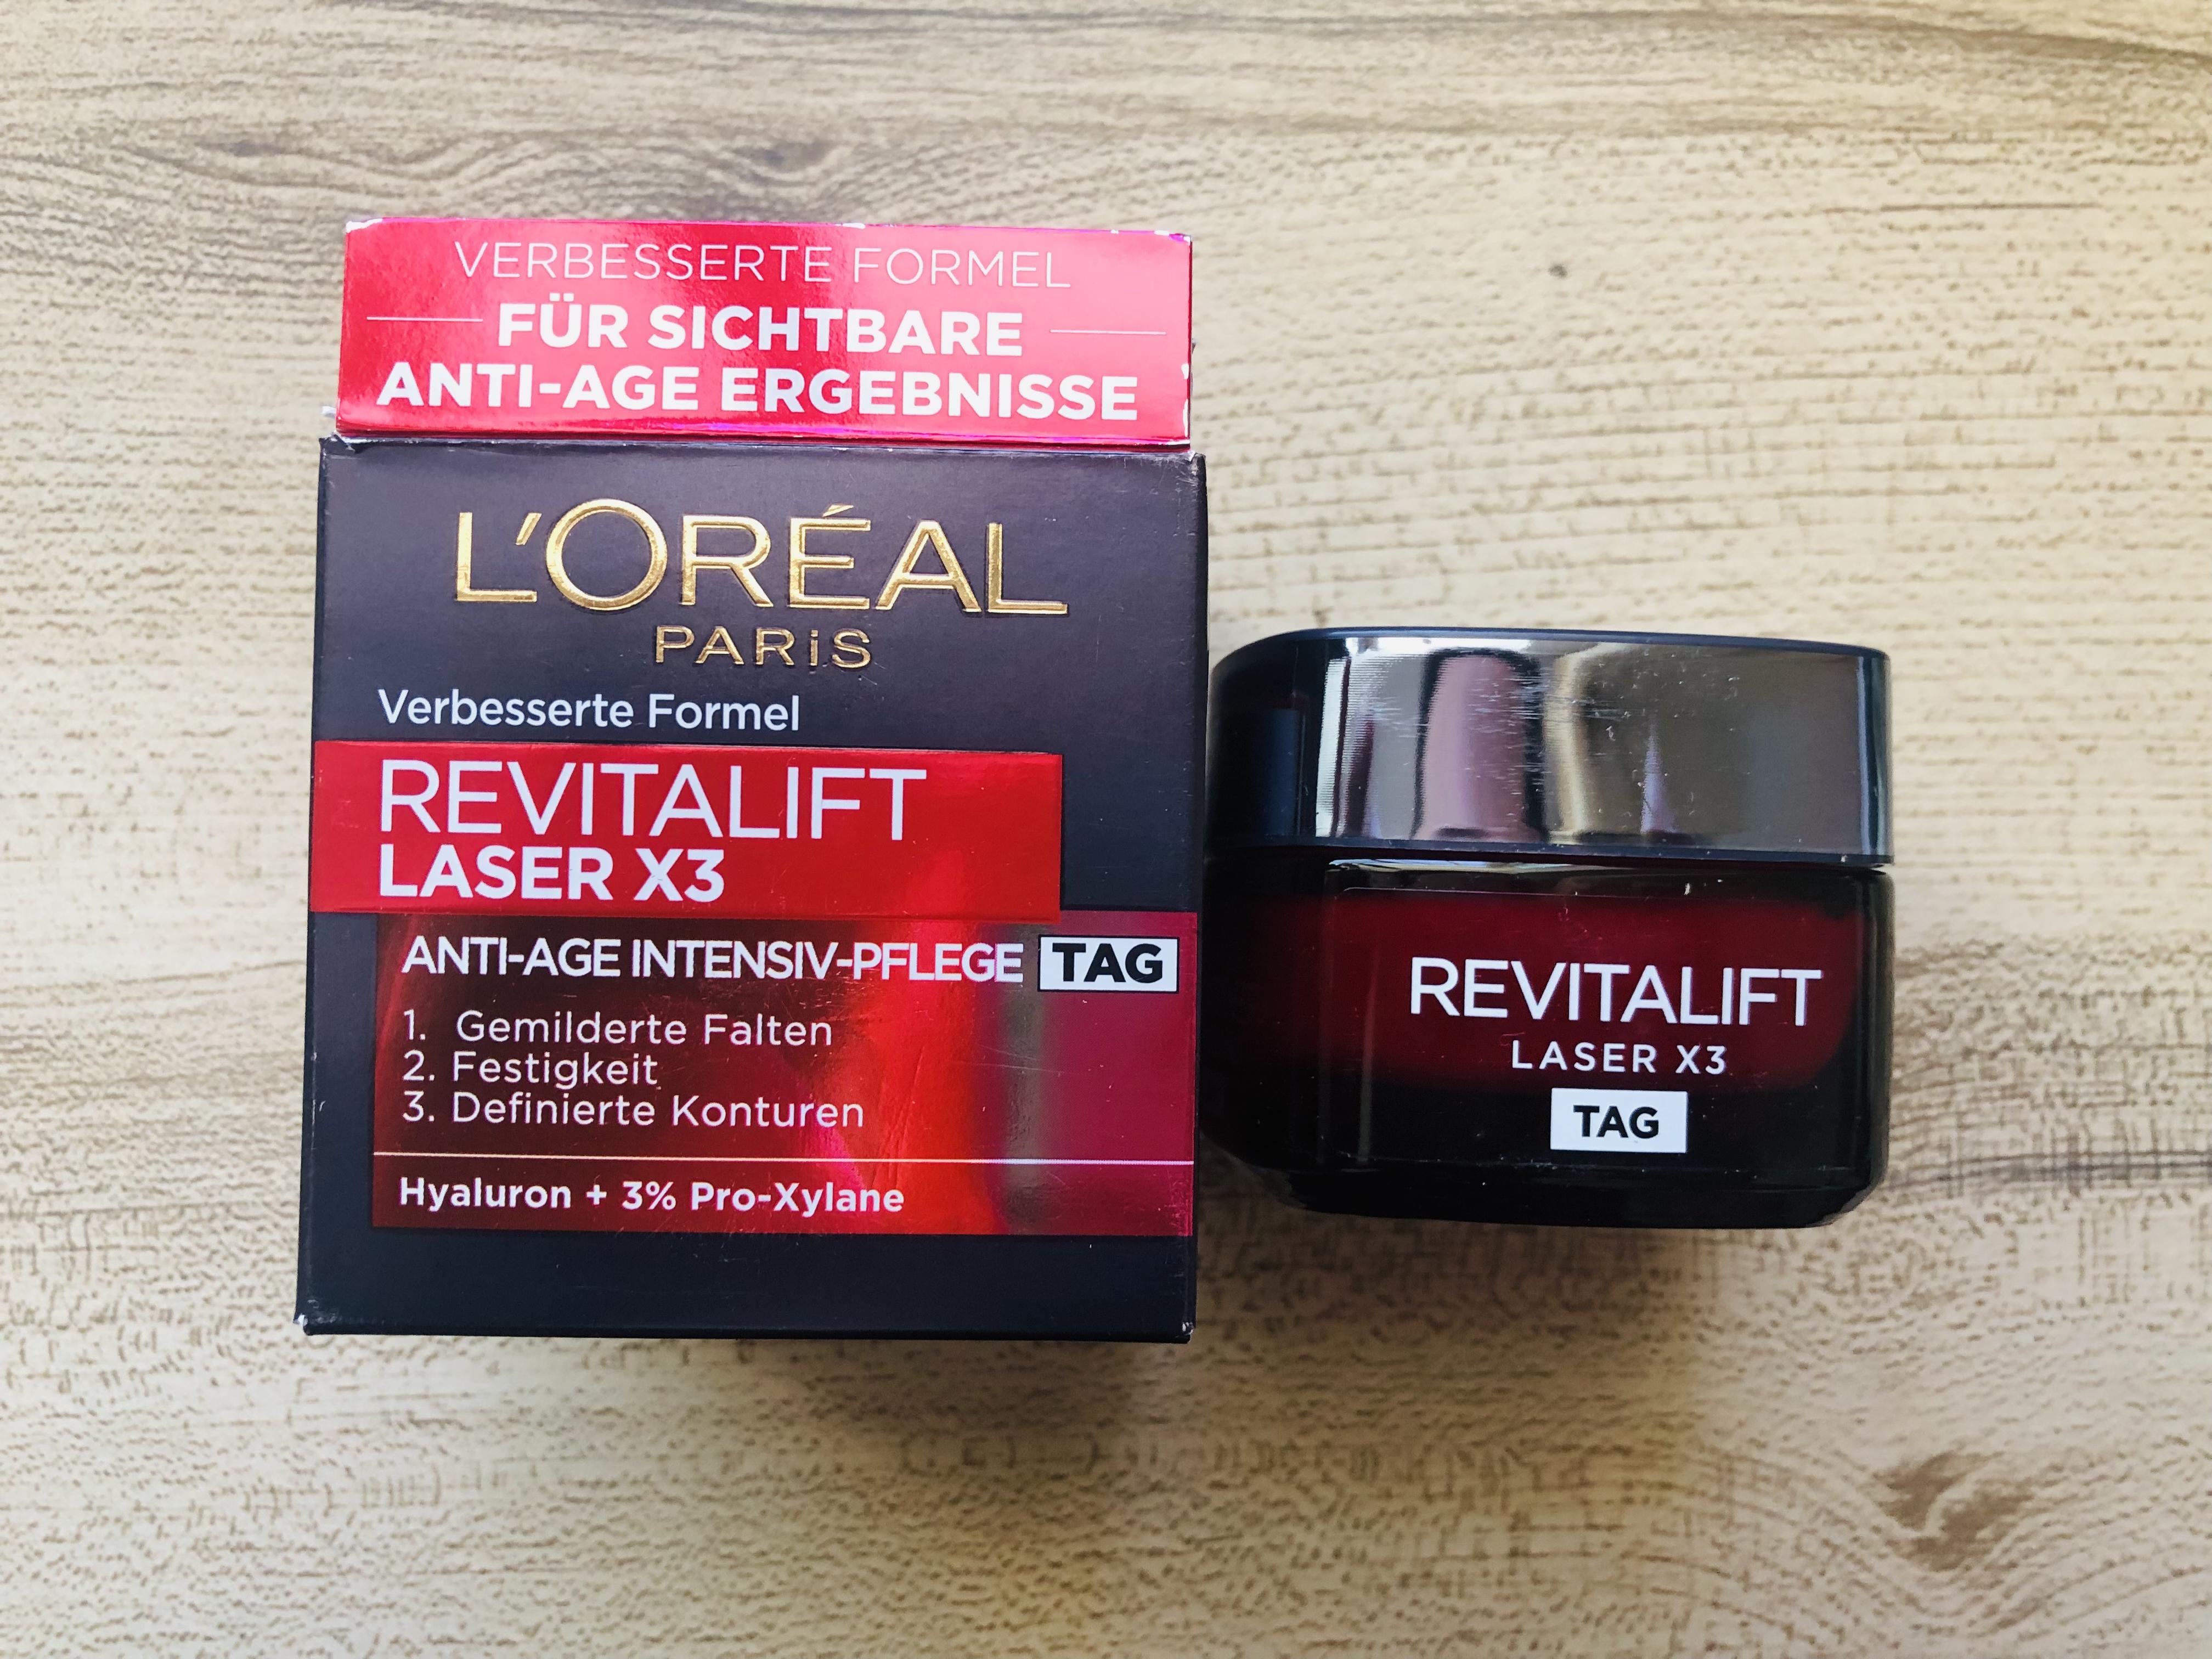 VERBESSERTE FORMEL
FÜR SICHTBARE
ANTI-AGE ERGEBNISSE
L'ORÉAL
PARiS
Verbesserte Formel
REVITALIFT
LASER X3
ANTI-AGE INTENSIV-PFLEGE TAG
1. Gemilderte Falten
2. Festigkeit
3. Definierte Konturen
Hyaluron + 3% Pro-Xylane
REVITALIFT
LASER X3
TAG